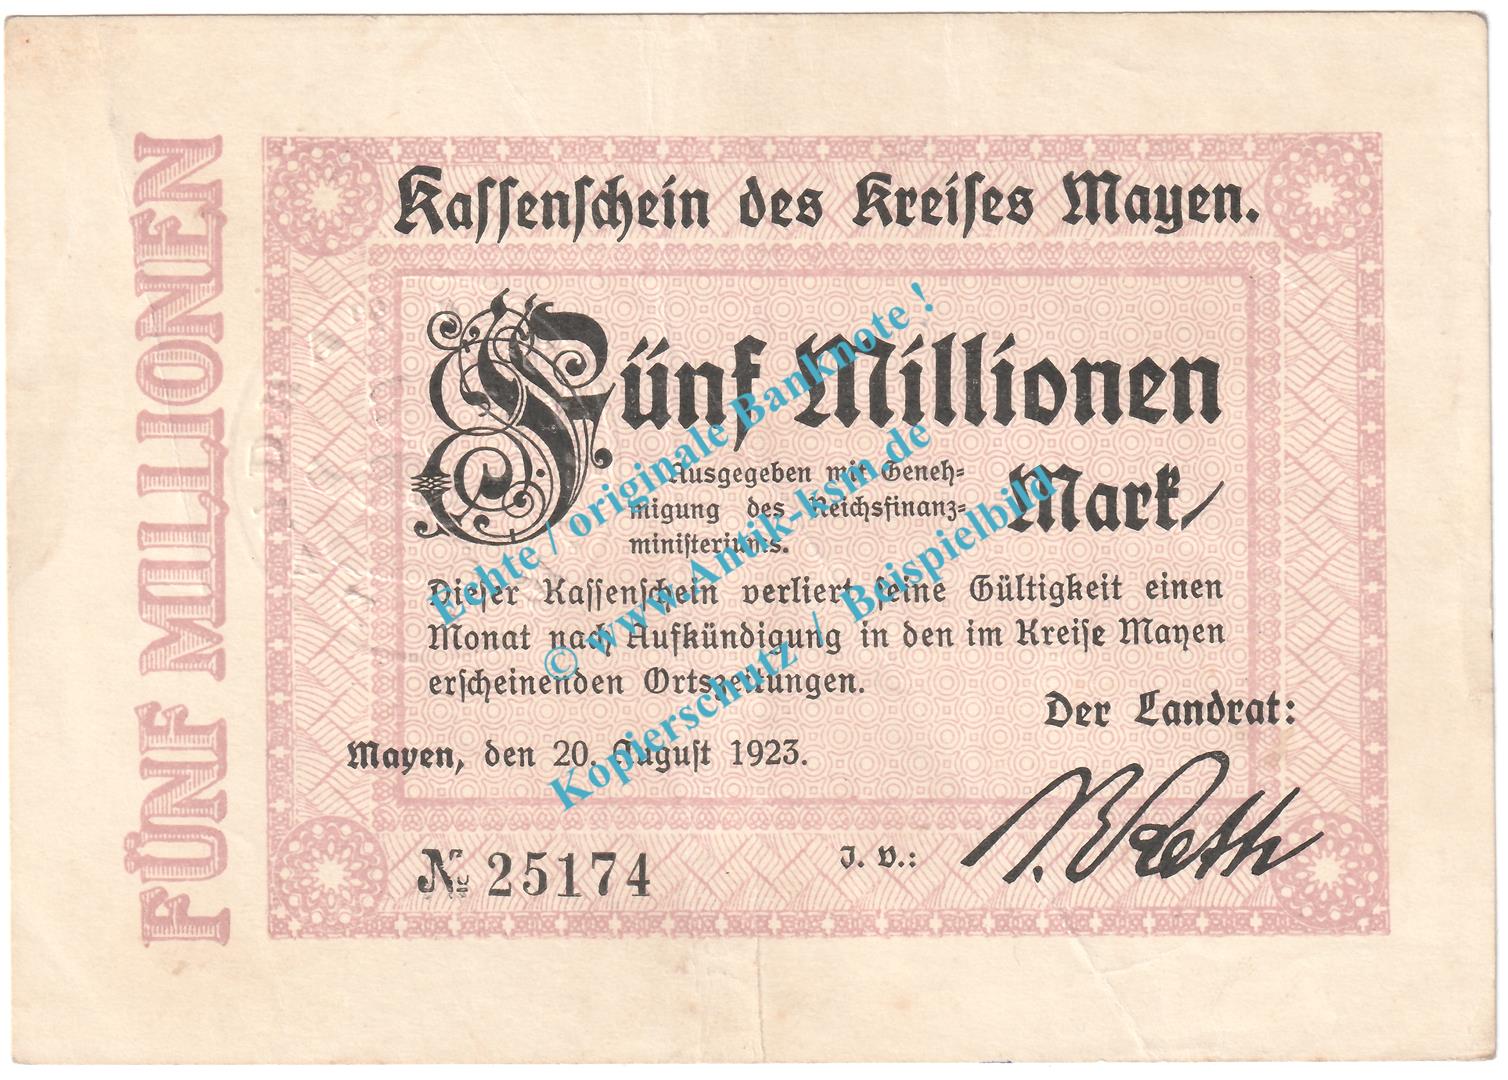 FÜNF MILLIONEN
Kassenschein des Kreises Mayen.
Fünf Millionen
Mark
Ausgegeben mit Geneh-
migung des Reichsfinanz-
ministeriums.
Dieser Kassenschein verliert seine Gültigkeit einen
Monat nach Aufkündigung in den im Kreise Mayen
erscheinenden Ortszeitungen.
Der Landrat:
Mayen, den 20. August 1923.
№ 25174
J. V.:
Echte / originale Banknote !
© www.Antik-ksm.de
Kopierschutz / Beispielbild